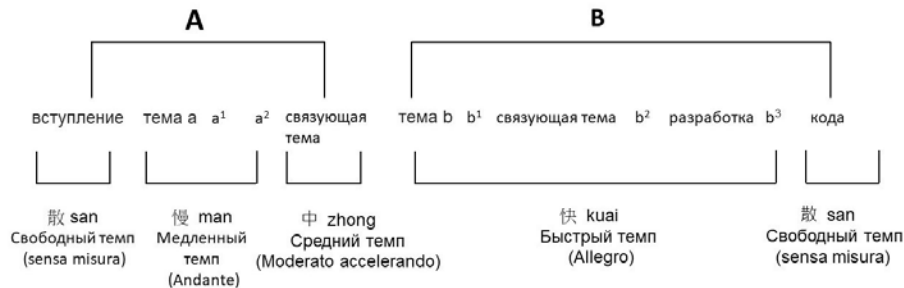 A B
вступление тема a a¹ a² связующая тема тема b b¹ связующая тема b² разработка b³ кода
散 san
Свободный темп
(sensa misura)
慢 man
Медленный
темп
(Andante)
中 zhong
Средний темп
(Moderato accelerando)
快 kuai
Быстрый темп
(Allegro)
散 san
Свободный темп
(sensa misura)